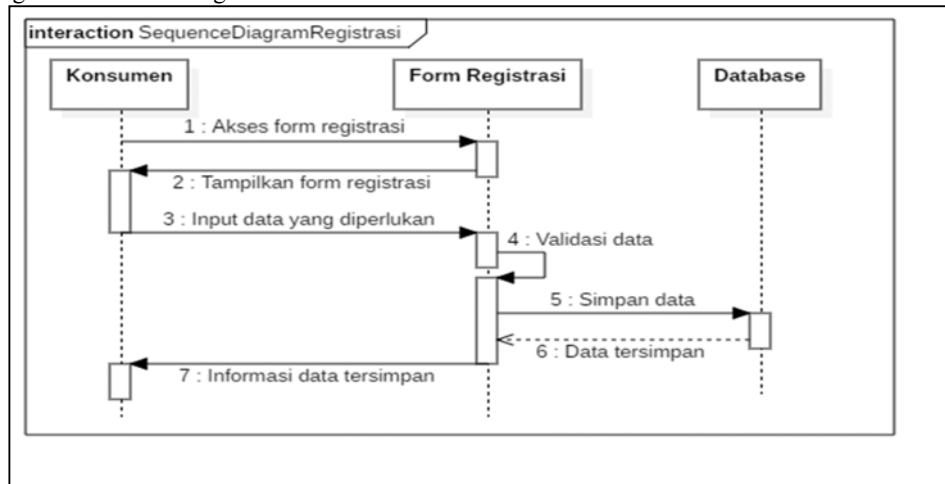 interaction SequenceDiagramRegistrasi
Konsumen
Form Registrasi
Database
1 : Akses form registrasi
2 : Tampilkan form registrasi
3 : Input data yang diperlukan
4 : Validasi data
5 : Simpan data
6 : Data tersimpan
7 : Informasi data tersimpan